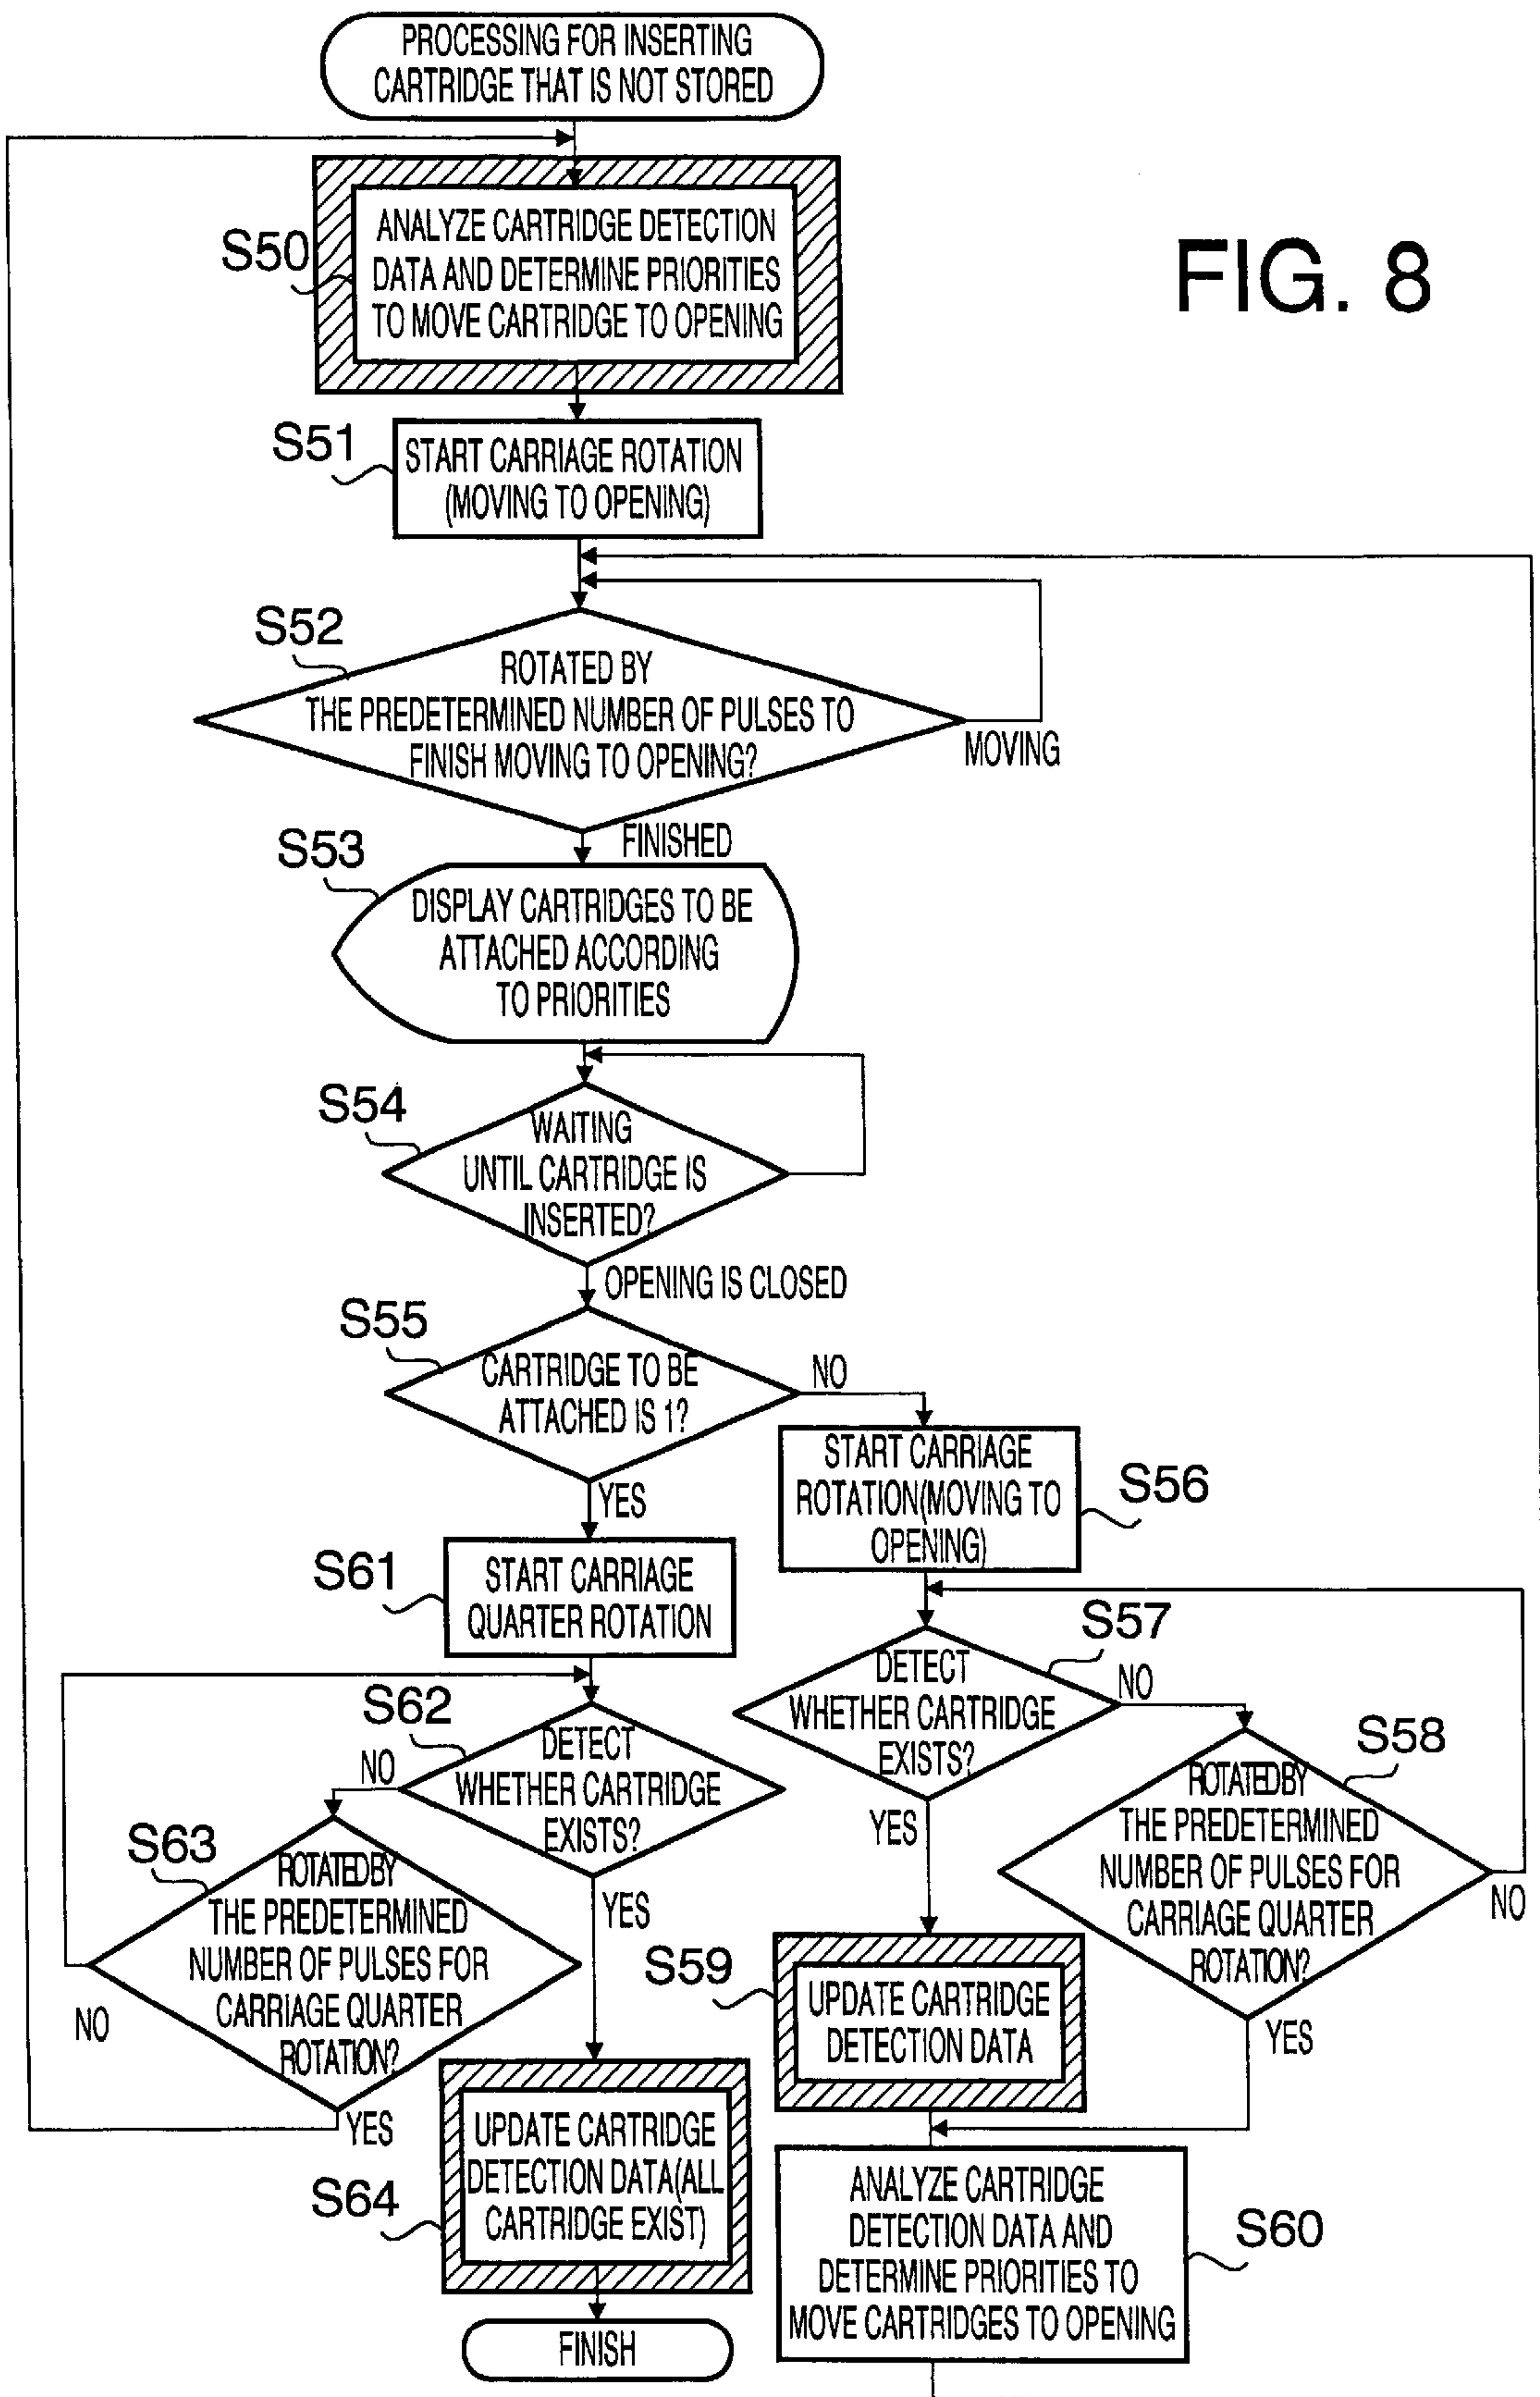 PROCESSING FOR INSERTING
CARTRIDGE THAT IS NOT STORED
FIG. 8
S50
ANALYZE CARTRIDGE DETECTION
DATA AND DETERMINE PRIORITIES
TO MOVE CARTRIDGE TO OPENING
S51
START CARRIAGE ROTATION
(MOVING TO OPENING)
S52
ROTATED BY
THE PREDETERMINED NUMBER OF PULSES TO
FINISH MOVING TO OPENING?
MOVING
FINISHED
S53
DISPLAY CARTRIDGES TO BE
ATTACHED ACCORDING
TO PRIORITIES
S54
WAITING
UNTIL CARTRIDGE IS
INSERTED?
OPENING IS CLOSED
S55
CARTRIDGE TO BE
ATTACHED IS 1?
NO
YES
START CARRIAGE
ROTATION(MOVING TO
OPENING)
S56
S61
START CARRIAGE
QUARTER ROTATION
S57
DETECT
WHETHER CARTRIDGE
EXISTS?
NO
YES
S58
ROTATED BY
THE PREDETERMINED
NUMBER OF PULSES FOR
CARRIAGE QUARTER
ROTATION?
NO
YES
S62
DETECT
WHETHER CARTRIDGE
EXISTS?
NO
YES
S63
ROTATED BY
THE PREDETERMINED
NUMBER OF PULSES FOR
CARRIAGE QUARTER
ROTATION?
NO
YES
S59
UPDATE CARTRIDGE
DETECTION DATA
S64
UPDATE CARTRIDGE
DETECTION DATA(ALL
CARTRIDGE EXIST)
S60
ANALYZE CARTRIDGE
DETECTION DATA AND
DETERMINE PRIORITIES TO
MOVE CARTRIDGES TO OPENING
FINISH